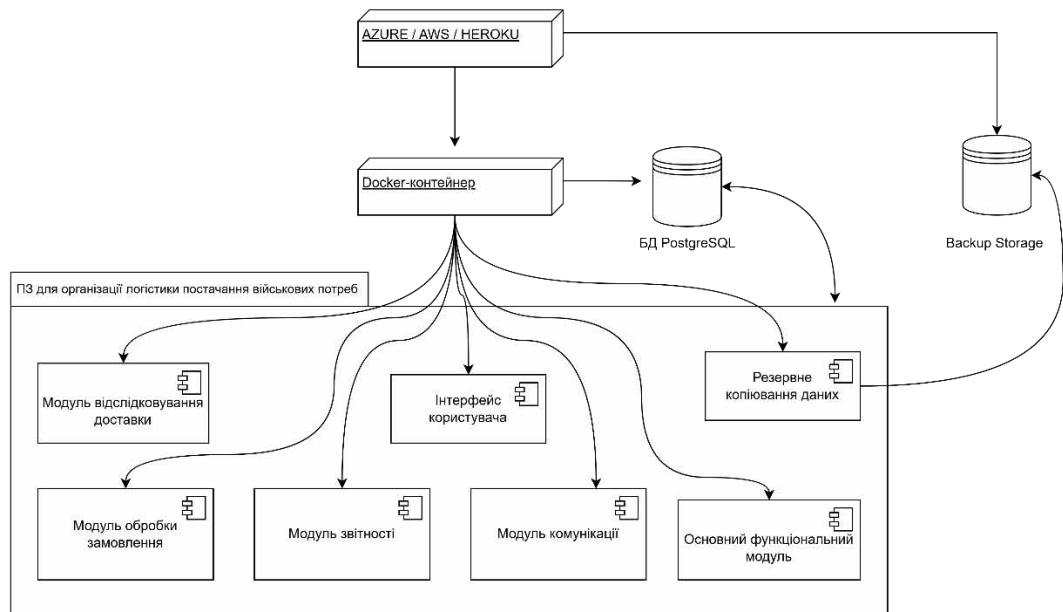 AZURE / AWS / HEROKU
Docker-контейнер
БД PostgreSQL
Backup Storage
ПЗ для організації логістики постачання військових потреб
Модуль відслідковування
доставки
Інтерфейс
користувача
Резервне
копіювання даних
Модуль обробки
замовлення
Модуль звітності
Модуль комунікації
Основний функціональний
модуль